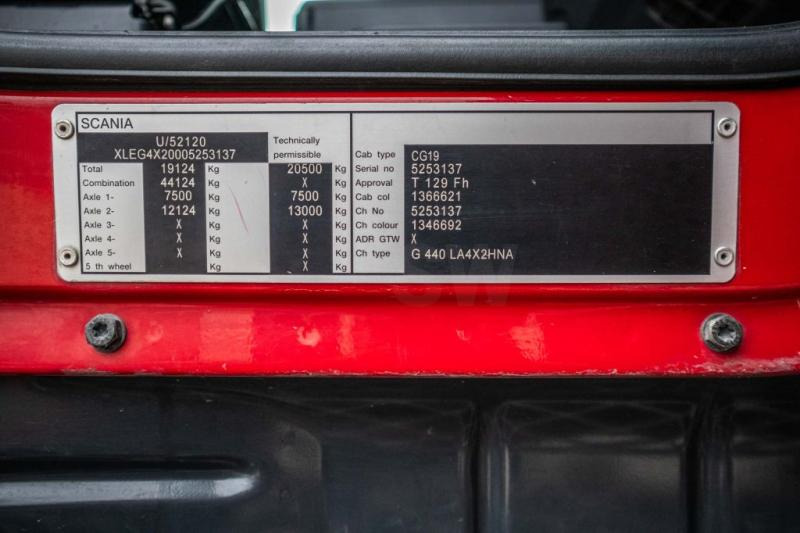 SCANIA
U/52120
XLEG4X20005253137
Technically
permissible
Total 19124 Kg 20500 Kg
Combination 44124 Kg X Kg
Axle 1- 7500 Kg 7500 Kg
Axle 2- 12124 Kg 13000 Kg
Axle 3- X Kg X Kg
Axle 4- X Kg X Kg
Axle 5- X Kg X Kg
5 th wheel Kg X Kg
Cab type CG19
Serial no 5253137
Approval T 129 Fh
Cab col 1366621
Ch No 5253137
Ch colour 1346692
ADR GTW X
Ch type G 440 LA4X2HNA